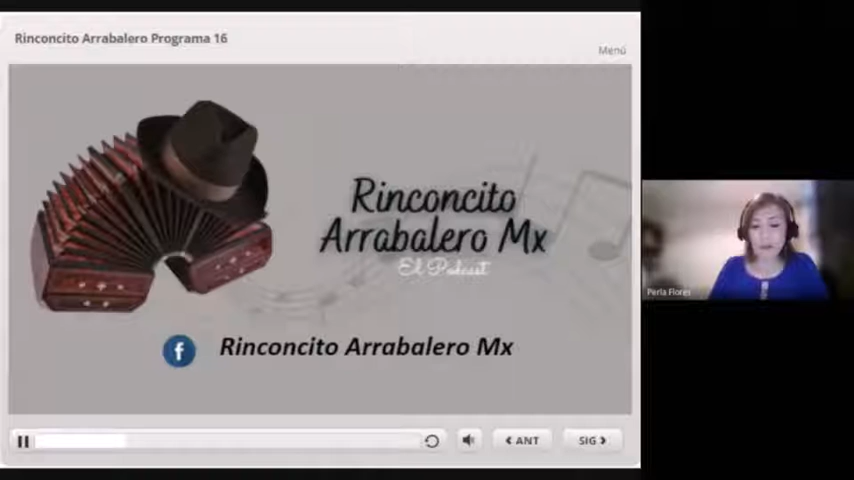 Rinconcito Arrabalero Programa 16
Menú
Rinconcito
Arrabalero Mx
El Podcast
f Rinconcito Arrabalero Mx
ANT
SIG
Perla Flores